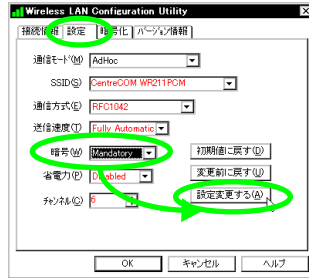 Wireless LAN Configuration Utility
接続情報 設定 暗号化 バージョン情報
通信モード(M) AdHoc
SSID(S) CentreCOM WR211PCM
通信方式(E) RFC1042
送信速度(T) Fully Automatic
暗号(W) Mandatory 初期値に戻す(D)
省電力(P) Disabled 変更前に戻す(U)
チャンネル(C) 6 設定変更する(A)
OK キャンセル ヘルプ